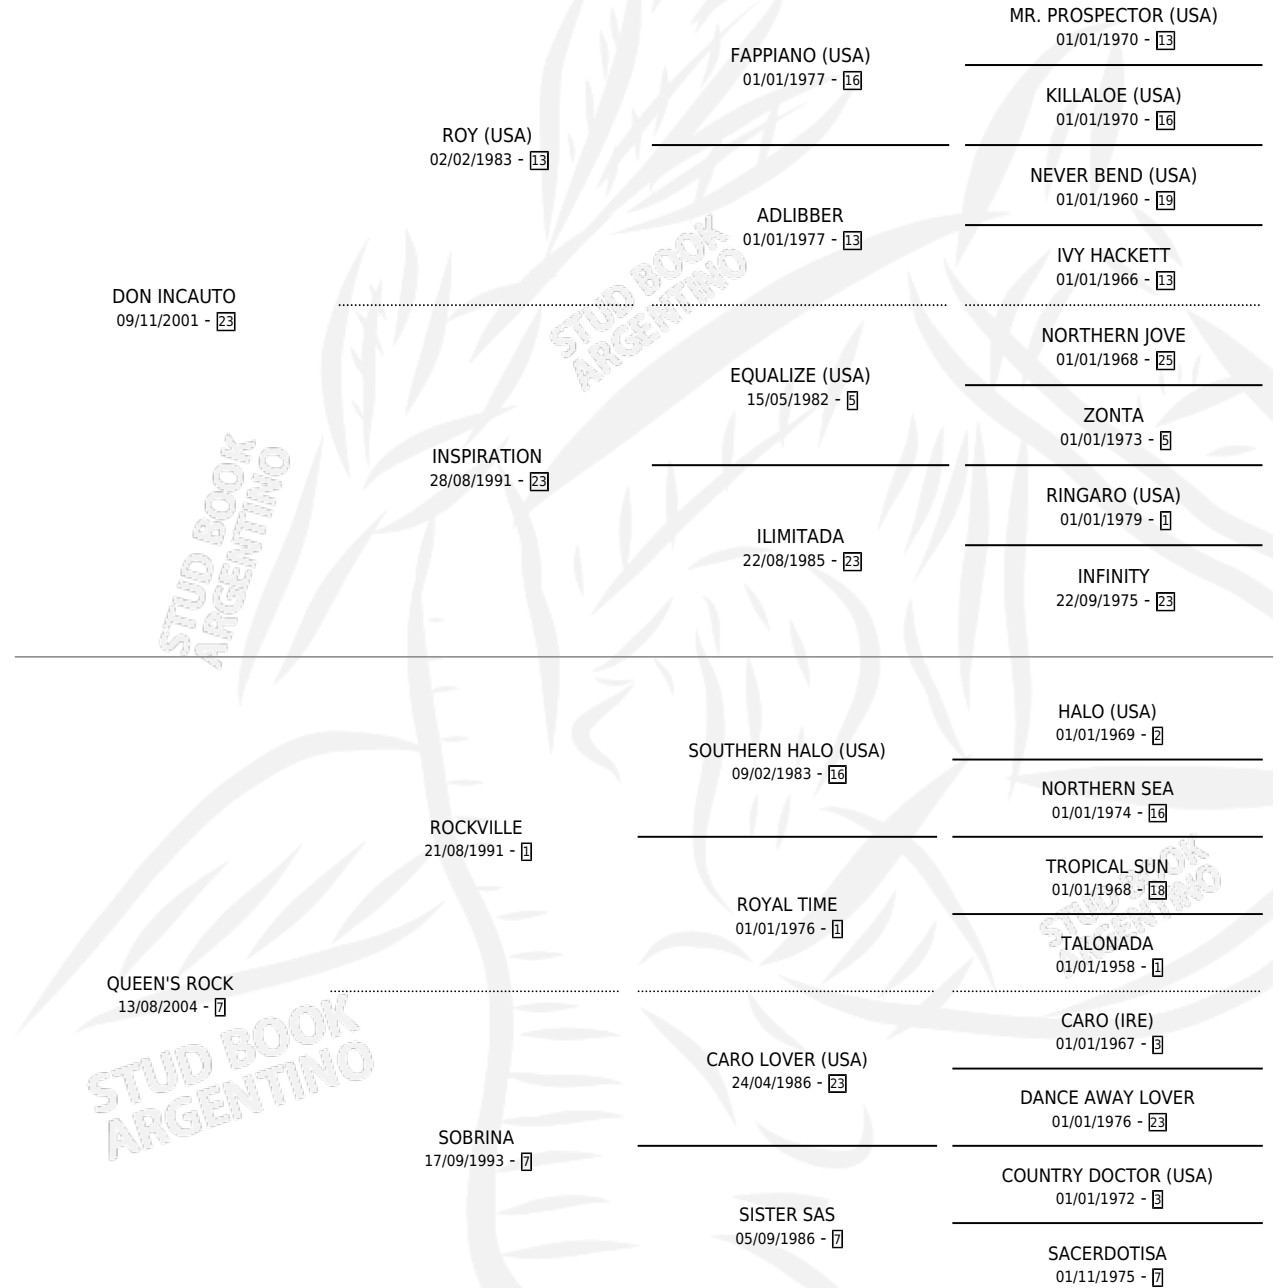 MR. PROSPECTOR (USA)
01/01/1970 - 13
FAPPIANO (USA)
01/01/1977 - 16
KILLALOE (USA)
01/01/1970 - 16
ROY (USA)
02/02/1983 - 13
NEVER BEND (USA)
01/01/1960 - 19
ADLIBBER
01/01/1977 - 13
IVY HACKETT
01/01/1966 - 13
DON INCAUTO
09/11/2001 - 23
NORTHERN JOVE
01/01/1968 - 25
EQUALIZE (USA)
15/05/1982 - 5
ZONTA
01/01/1973 - 5
INSPIRATION
28/08/1991 - 23
RINGARO (USA)
01/01/1979 - 1
ILIMITADA
22/08/1985 - 23
INFINITY
22/09/1975 - 23
HALO (USA)
01/01/1969 - 2
SOUTHERN HALO (USA)
09/02/1983 - 16
NORTHERN SEA
01/01/1974 - 16
ROCKVILLE
21/08/1991 - 1
TROPICAL SUN
01/01/1968 - 18
ROYAL TIME
01/01/1976 - 1
TALONADA
01/01/1958 - 1
QUEEN'S ROCK
13/08/2004 - 7
CARO (IRE)
01/01/1967 - 3
CARO LOVER (USA)
24/04/1986 - 23
DANCE AWAY LOVER
01/01/1976 - 23
SOBRINA
17/09/1993 - 7
COUNTRY DOCTOR (USA)
01/01/1972 - 3
SISTER SAS
05/09/1986 - 7
SACERDOTISA
01/11/1975 - 7
STUD BOOK
ARGENTINO
STUD BOOK
ARGENTINO
STUD BOOK
ARGENTINO
STUD BOOK
ARGENTINO